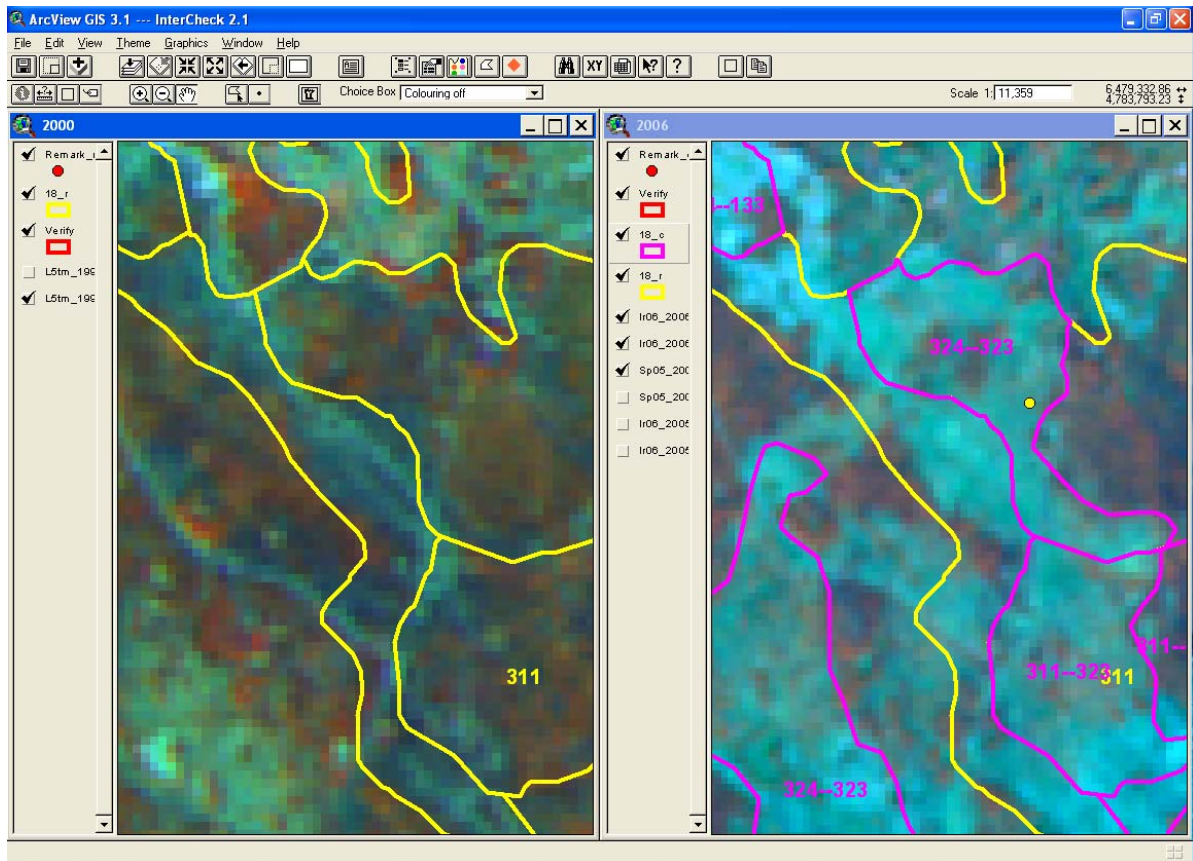 ArcView GIS 3.1 --- InterCheck 2.1
File Edit View Theme Graphics Window Help
XY ? ?
Choice Box Colouring off Scale 1: 11,359 6,479,332.86
4,783,793.23
2000
Remark_
18_r
Verify
L5tm_199
L5tm_199
311
2006
Remark_
Verify
18_c
18_r
Ir06_2006
Ir06_2006
Sp05_200
Sp05_200
Ir06_2005
Ir06_2005
--133
324--323
311--
311--323
311
324--323